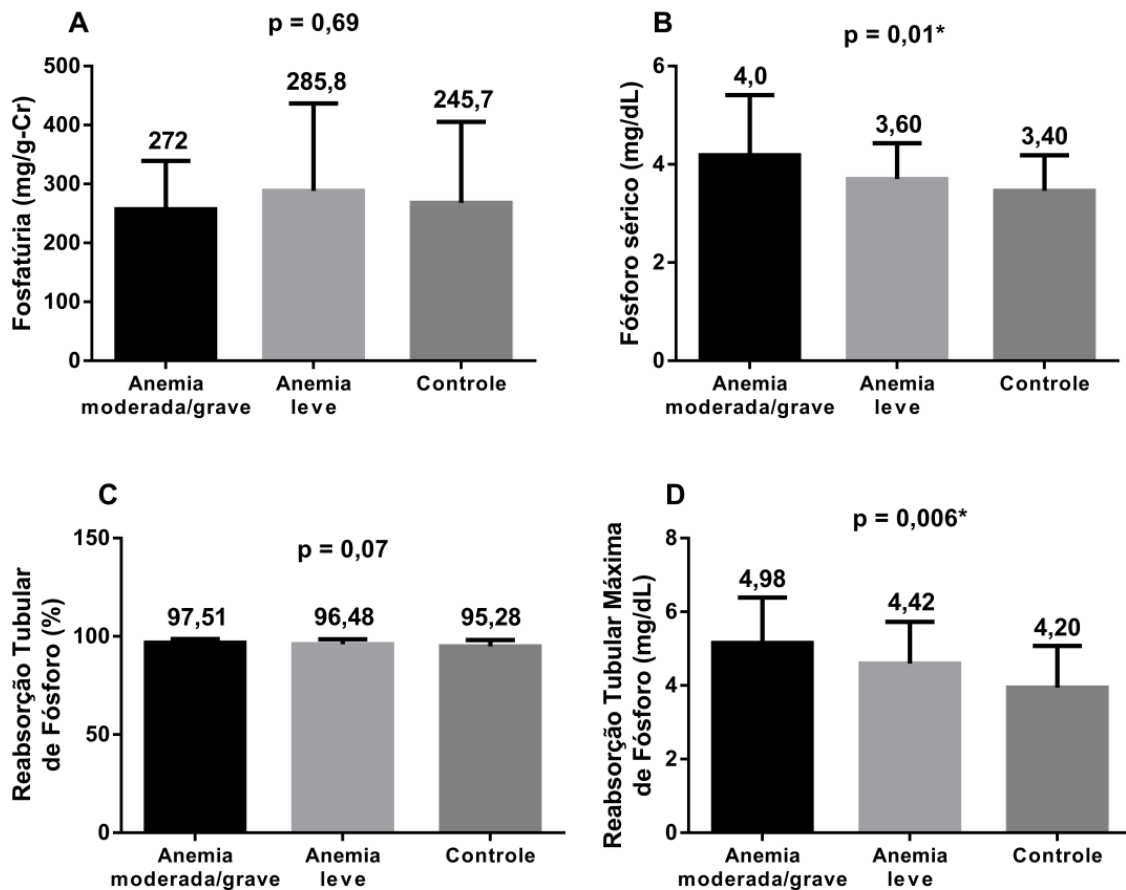 A
p = 0,69
Fosfatúria (mg/g-Cr)
500
400
300
200
100
0
272
285,8
245,7
Anemia
moderada/grave
Anemia
leve
Controle
B
p = 0,01*
Fósforo sérico (mg/dL)
6
4
2
0
4,0
3,60
3,40
Anemia
moderada/grave
Anemia
leve
Controle
C
p = 0,07
Reabsorção Tubular
de Fósforo (%)
150
100
50
0
97,51
96,48
95,28
Anemia
moderada/grave
Anemia
leve
Controle
D
p = 0,006*
Reabsorção Tubular Máxima
de Fósforo (mg/dL)
8
6
4
2
0
4,98
4,42
4,20
Anemia
moderada/grave
Anemia
leve
Controle